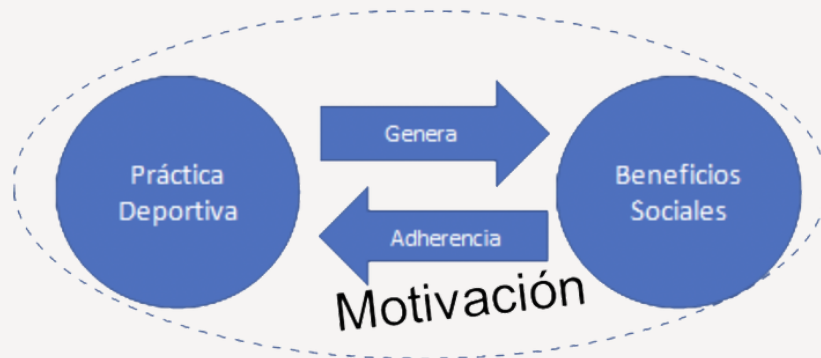 Práctica
Deportiva
Genera
Adherencia
Motivación
Beneficios
Sociales